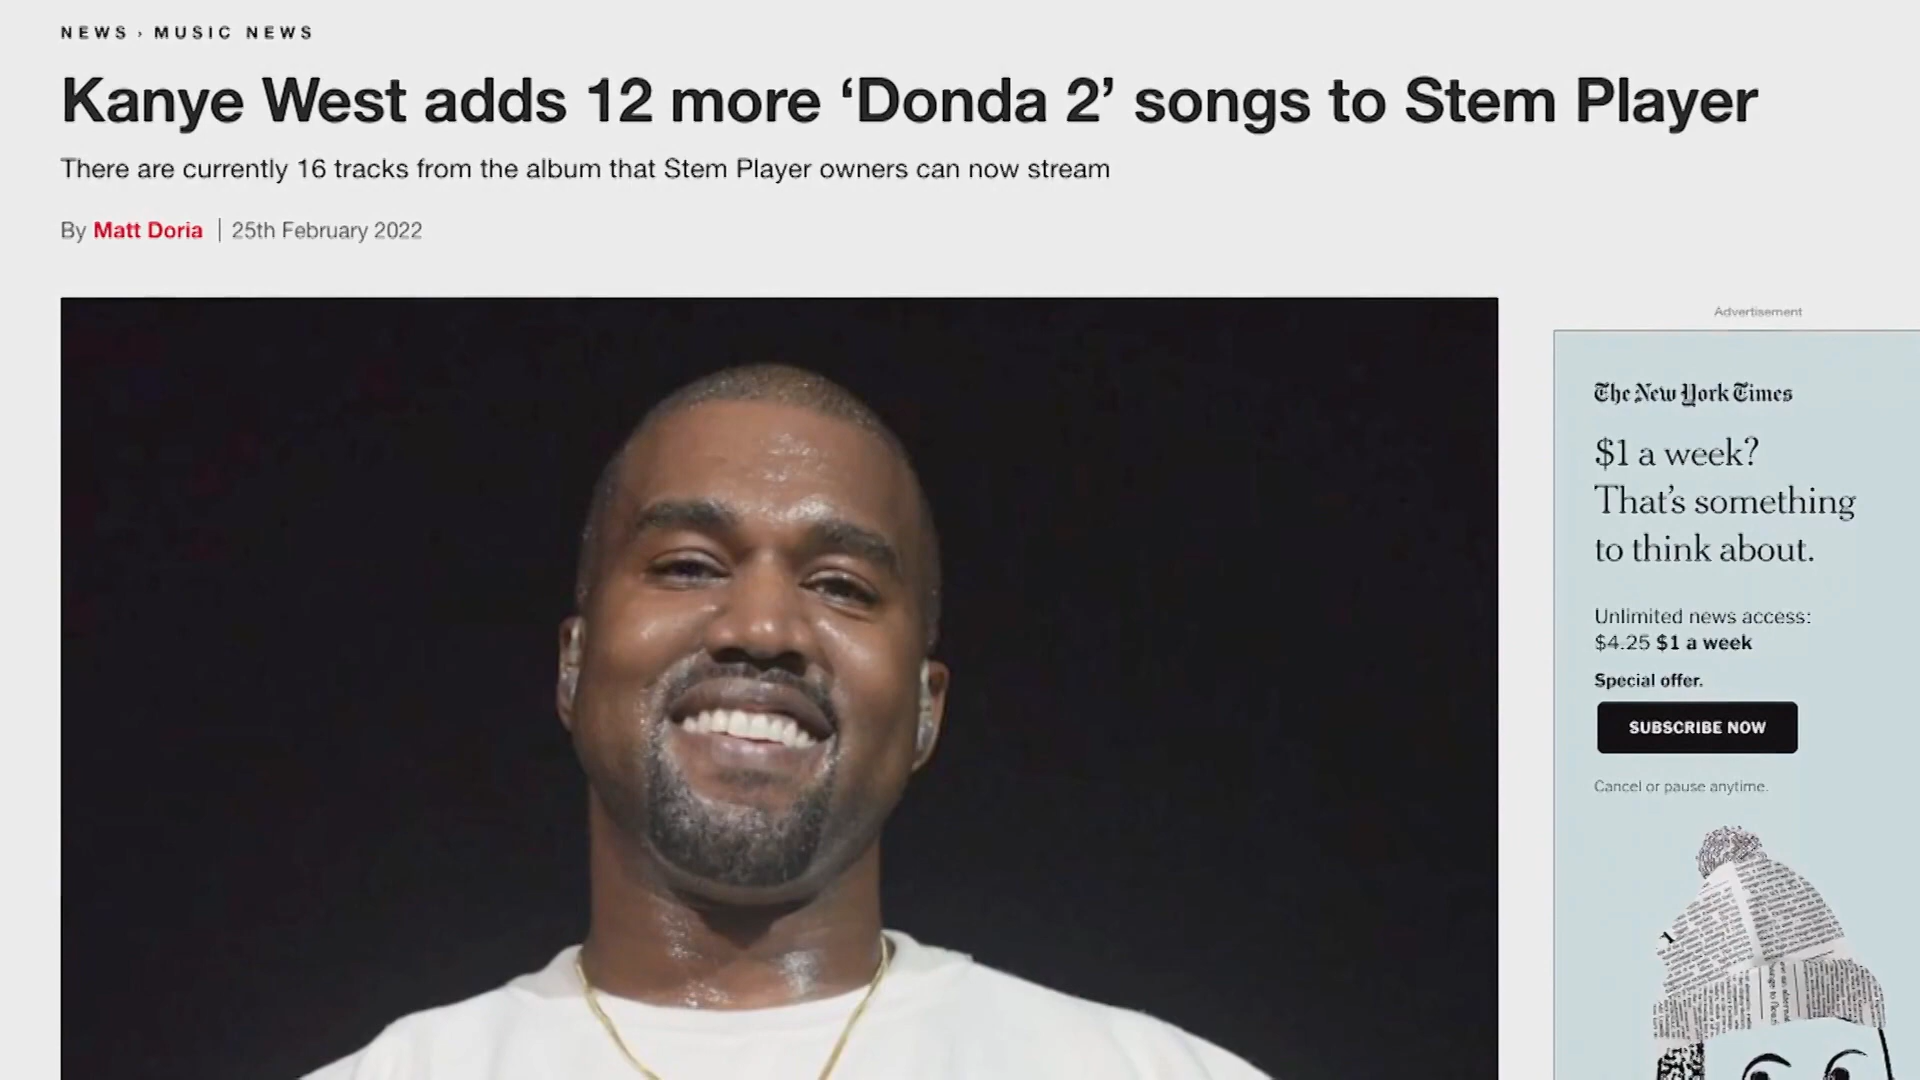 NEWS › MUSIC NEWS
Kanye West adds 12 more ‘Donda 2’ songs to Stem Player
There are currently 16 tracks from the album that Stem Player owners can now stream
By Matt Doria | 25th February 2022
Advertisement
The New York Times
$1 a week?
That’s something
to think about.
Unlimited news access:
$4.25 $1 a week
Special offer.
SUBSCRIBE NOW
Cancel or pause anytime.